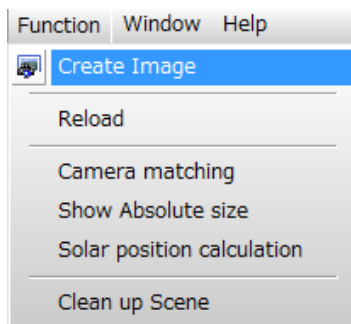 Function Window Help
Create Image
Reload
Camera matching
Show Absolute size
Solar position calculation
Clean up Scene